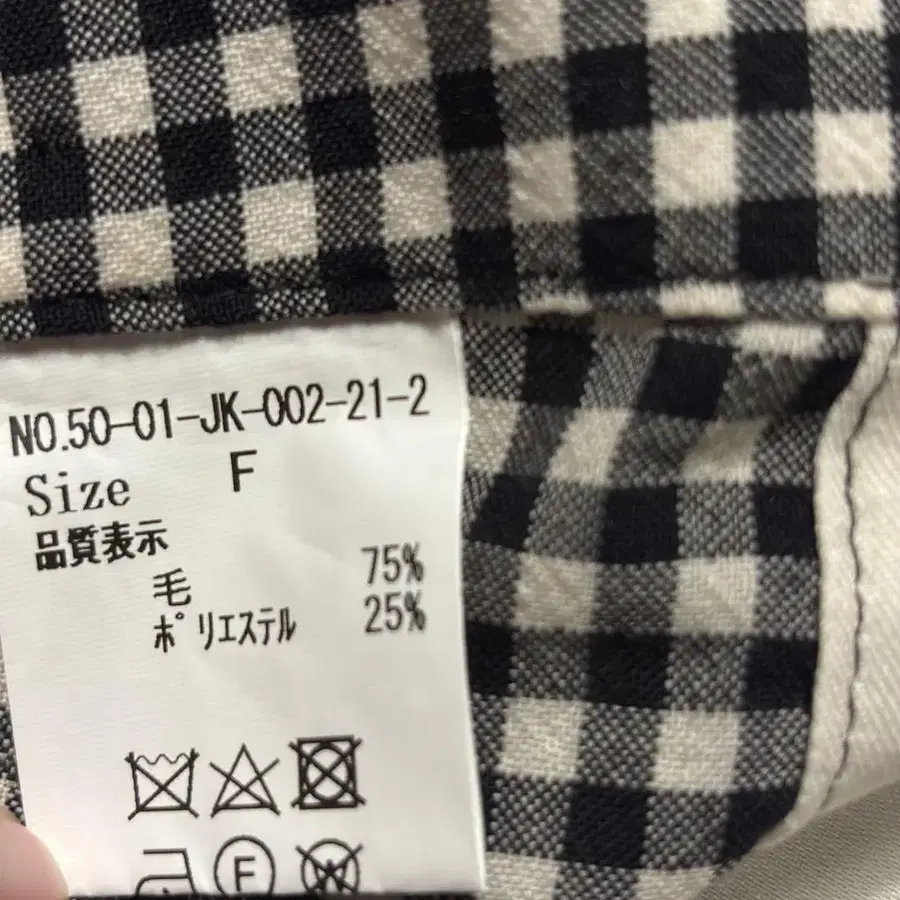 NO.50-01-JK-002-21-2
Size F
品質表示
毛 75%
ポリエステル 25%
F